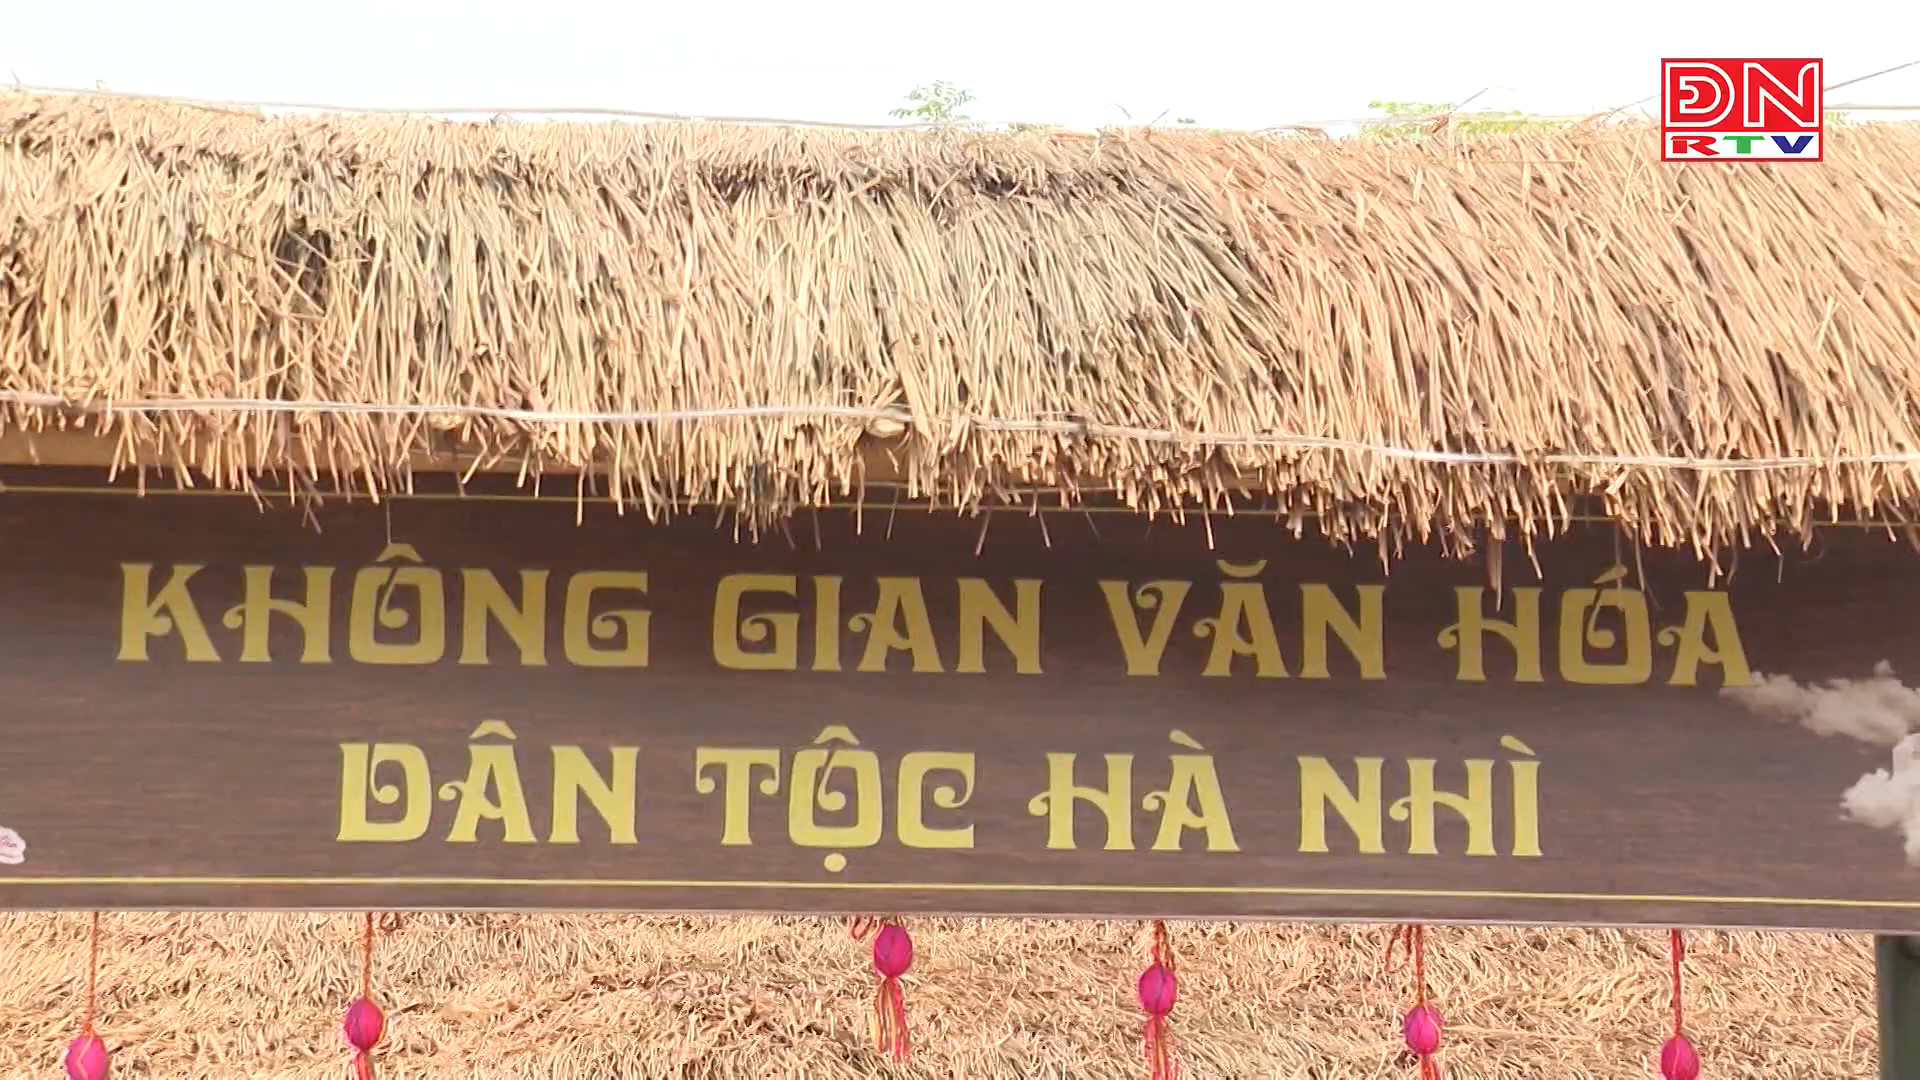 ĐN
RTV
KHÔNG GIAN VĂN HÓA
DÂN TỘC HÀ NHÌ